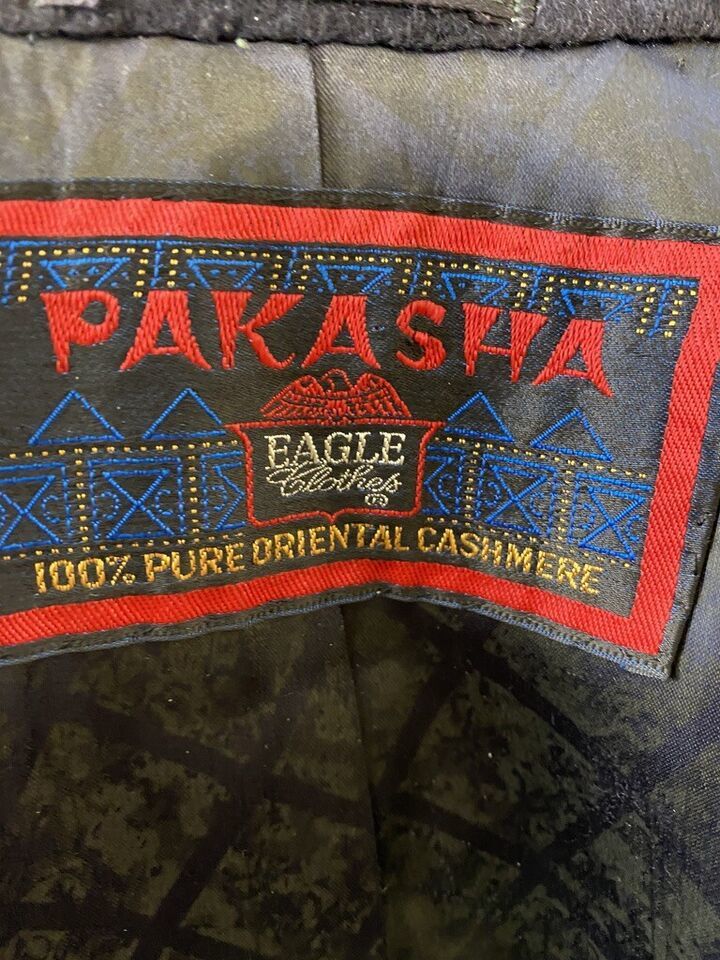 PAKASHA
EAGLE
Clothes ®
100% PURE ORIENTAL CASHMERE